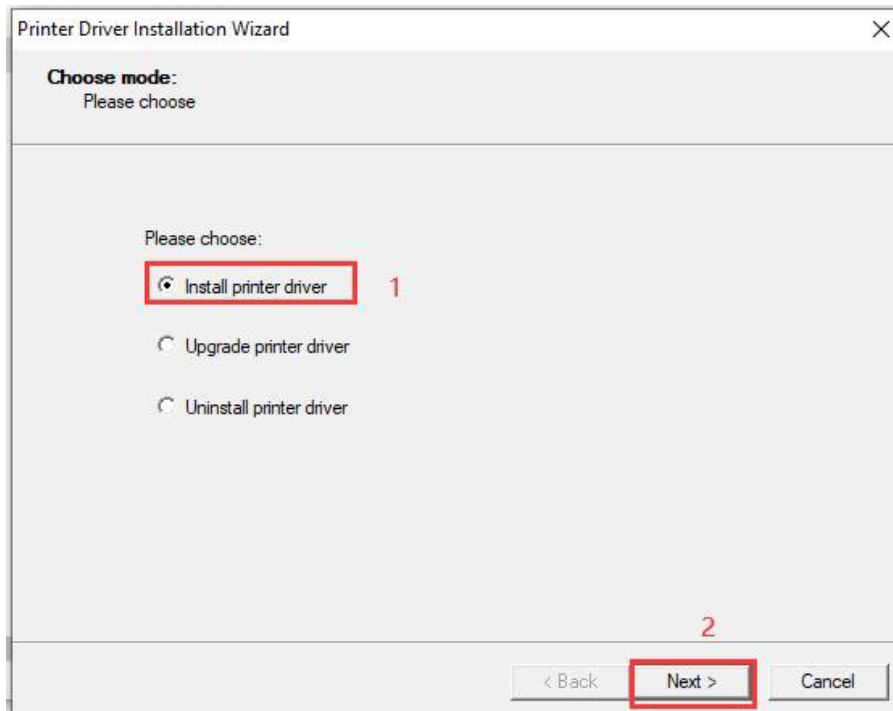 Printer Driver Installation Wizard
Choose mode:
Please choose
Please choose:
Install printer driver 1
Upgrade printer driver
Uninstall printer driver
2
< Back Next > Cancel